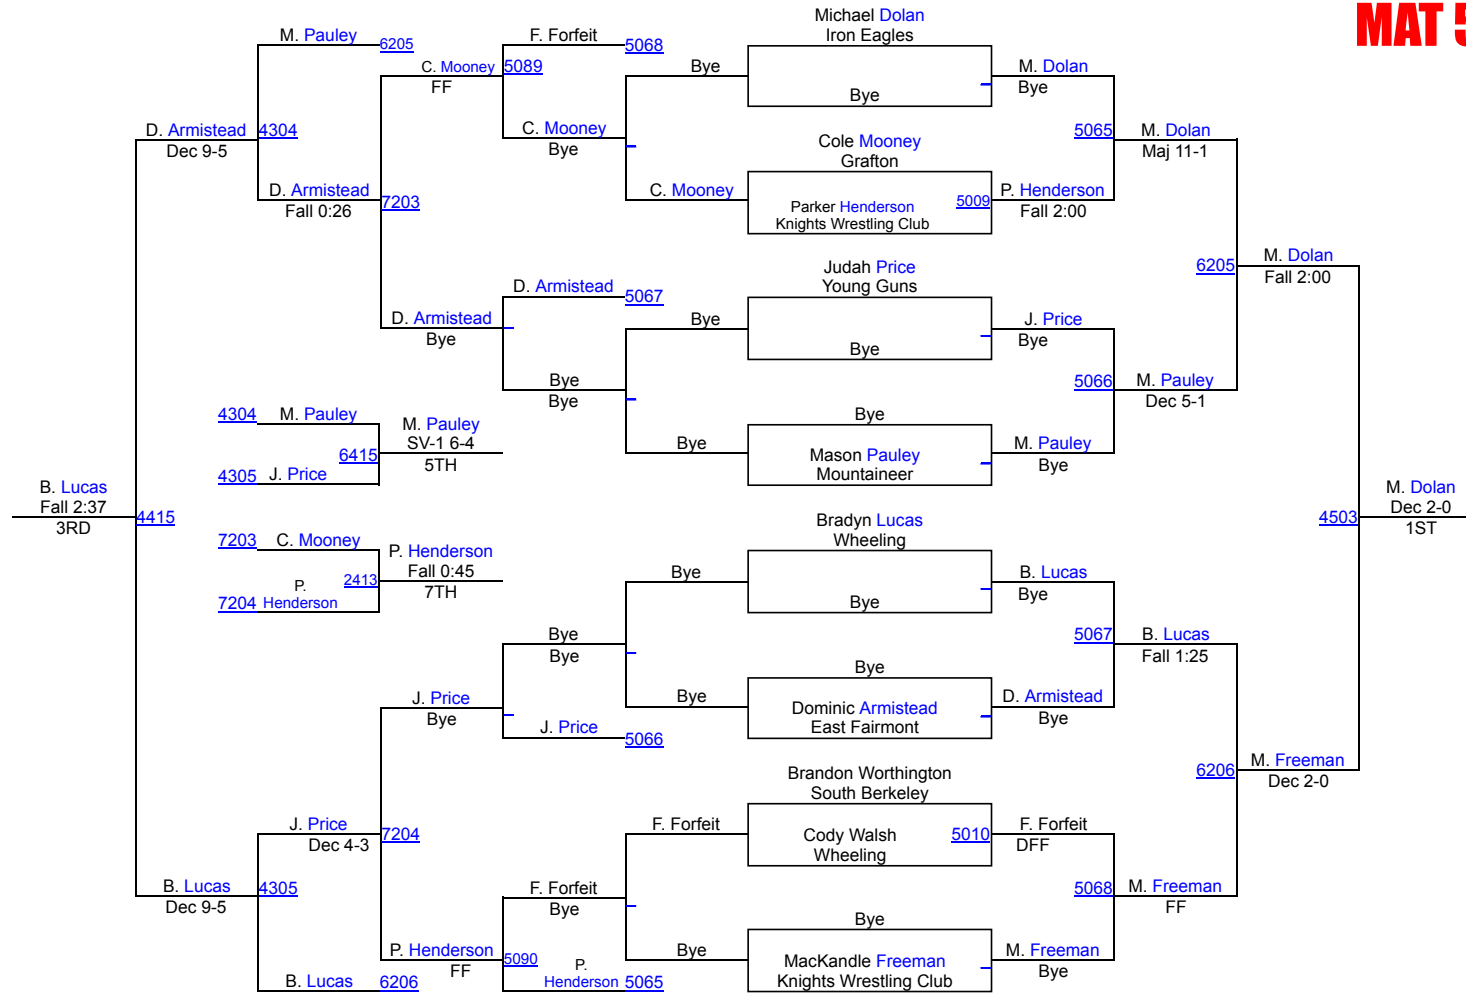 MAT 5
Michael Dolan
Iron Eagles
M. Pauley
6205
F. Forfeit
5068
C. Mooney
5089
FF
Bye
Bye
M. Dolan
Bye
D. Armistead
4304
Dec 9-5
C. Mooney
Bye
Cole Mooney
Grafton
5065
M. Dolan
Maj 11-1
D. Armistead
Fall 0:26
7203
C. Mooney
Parker Henderson
Knights Wrestling Club
5009
P. Henderson
Fall 2:00
Judah Price
Young Guns
6205
M. Dolan
Fall 2:00
D. Armistead
5067
D. Armistead
Bye
Bye
Bye
J. Price
Bye
Bye
Bye
5066
M. Pauley
Dec 5-1
4304
M. Pauley
M. Pauley
SV-1 6-4
5TH
6415
4305
J. Price
Bye
Bye
Mason Pauley
Mountaineer
M. Pauley
Bye
B. Lucas
Fall 2:37
3RD
4415
Bradyn Lucas
Wheeling
4503
M. Dolan
Dec 2-0
1ST
7203
C. Mooney
P. Henderson
Fall 0:45
7TH
2413
7204
P.
Henderson
Bye
Bye
B. Lucas
Bye
Bye
Bye
5067
B. Lucas
Fall 1:25
J. Price
Bye
Bye
Bye
Dominic Armistead
East Fairmont
D. Armistead
Bye
J. Price
5066
Brandon Worthington
South Berkeley
6206
M. Freeman
Dec 2-0
J. Price
Dec 4-3
7204
F. Forfeit
Cody Walsh
Wheeling
5010
F. Forfeit
DFF
B. Lucas
4305
Dec 9-5
F. Forfeit
Bye
5068
M. Freeman
FF
Bye
P. Henderson
FF
5090
Bye
MacKandle Freeman
Knights Wrestling Club
M. Freeman
Bye
B. Lucas
6206
P.
Henderson
5065